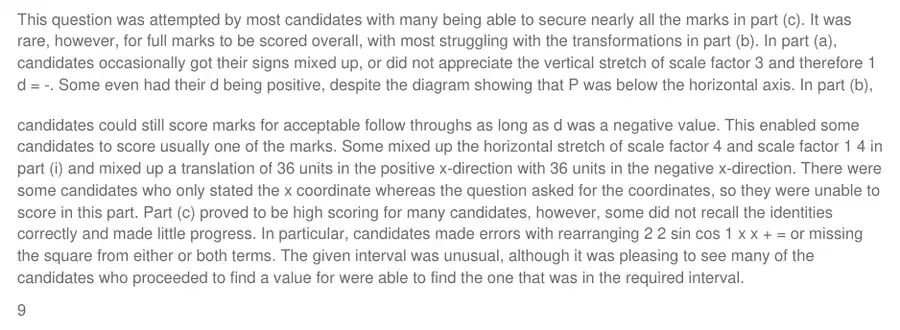 This question was attempted by most candidates with many being able to secure nearly all the marks in part (c). It was
rare, however, for full marks to be scored overall, with most struggling with the transformations in part (b). In part (a),
candidates occasionally got their signs mixed up, or did not appreciate the vertical stretch of scale factor 3 and therefore 1
d = -. Some even had their d being positive, despite the diagram showing that P was below the horizontal axis. In part (b),
candidates could still score marks for acceptable follow throughs as long as d was a negative value. This enabled some
candidates to score usually one of the marks. Some mixed up the horizontal stretch of scale factor 4 and scale factor 1 4 in
part (i) and mixed up a translation of 36 units in the positive x-direction with 36 units in the negative x-direction. There were
some candidates who only stated the x coordinate whereas the question asked for the coordinates, so they were unable to
score in this part. Part (c) proved to be high scoring for many candidates, however, some did not recall the identities
correctly and made little progress. In particular, candidates made errors with rearranging 2 2 sin cos 1 x x + = or missing
the square from either or both terms. The given interval was unusual, although it was pleasing to see many of the
candidates who proceeded to find a value for were able to find the one that was in the required interval.
9